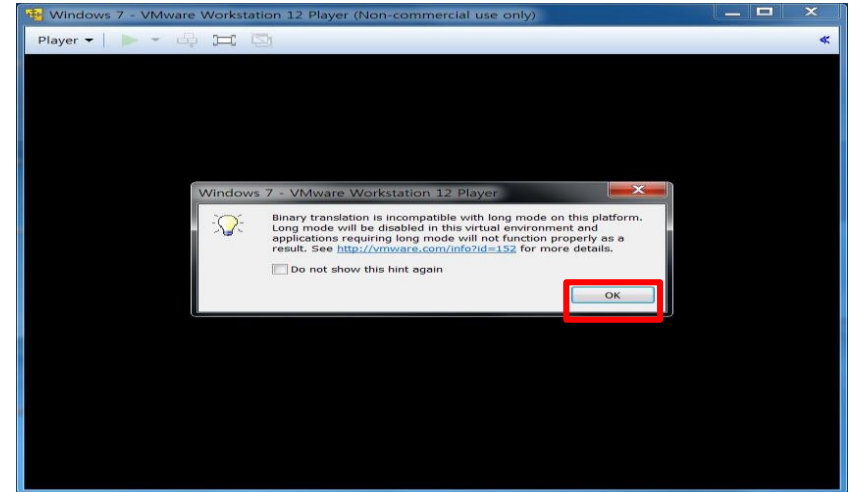 Windows 7 - VMware Workstation 12 Player (Non-commercial use only)
Player
Windows 7 - VMware Workstation 12 Player
Binary translation is incompatible with long mode on this platform.
Long mode will be disabled in this virtual environment and
applications requiring long mode will not function properly as a
result. See http://vmware.com/info?id=152 for more details.
Do not show this hint again
OK